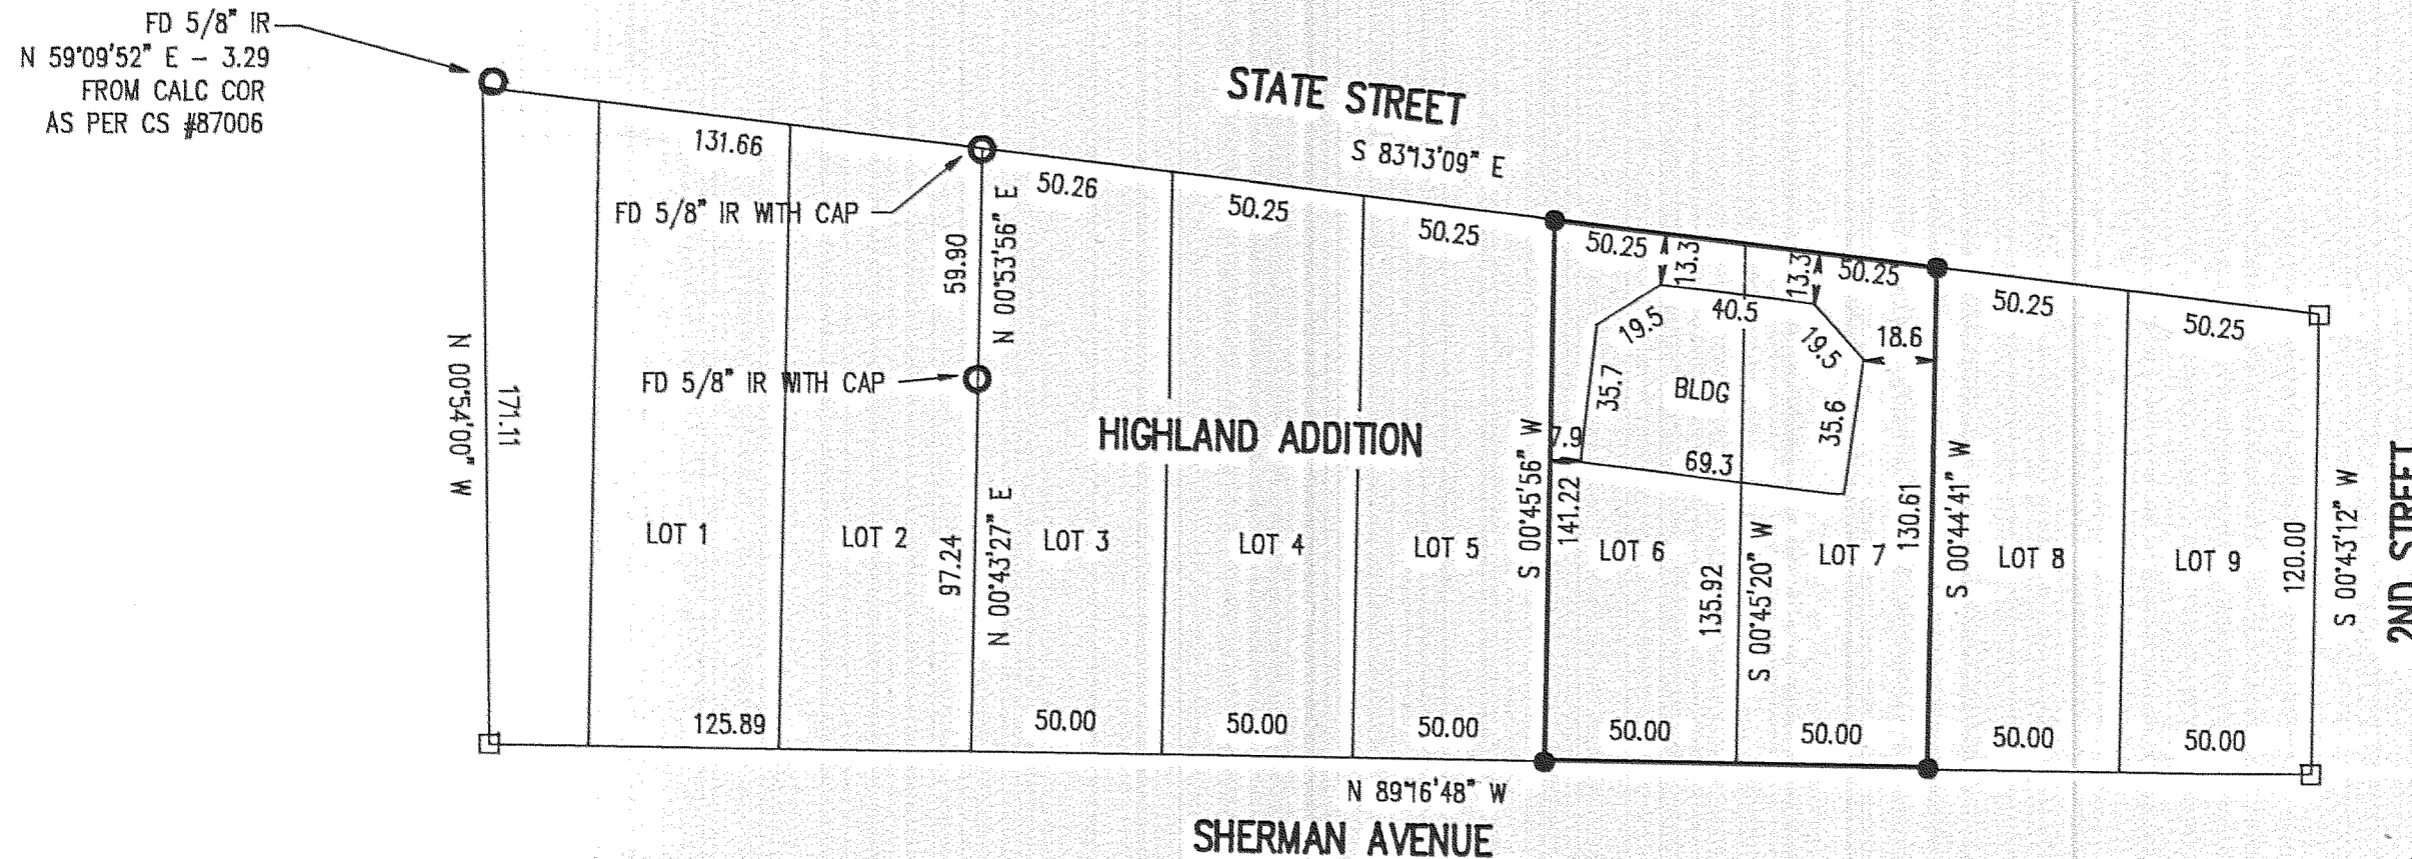 FD 5/8" IR
N 59°09'52" E - 3.29
FROM CALC COR
AS PER CS #87006
STATE STREET
S 83°13'09" E
131.66
50.26
50.25
50.25
50.25
50.25
50.25
50.25
FD 5/8" IR WITH CAP
59.90
N 00°53'56" E
13.3
13.3
40.5
19.5
19.5
18.6
FD 5/8" IR WITH CAP
N 00°54'00" W
171.11
35.7
BLDG
35.6
HIGHLAND ADDITION
7.9
69.3
S 00°45'56" W
141.22
130.61
S 00°44'41" W
120.00
S 00°43'12" W
2ND STREET
LOT 1
LOT 2
97.24
N 00°43'27" E
LOT 3
LOT 4
LOT 5
LOT 6
135.92
S 00°45'20" W
LOT 7
LOT 8
LOT 9
125.89
50.00
50.00
50.00
50.00
50.00
50.00
50.00
N 89°16'48" W
SHERMAN AVENUE